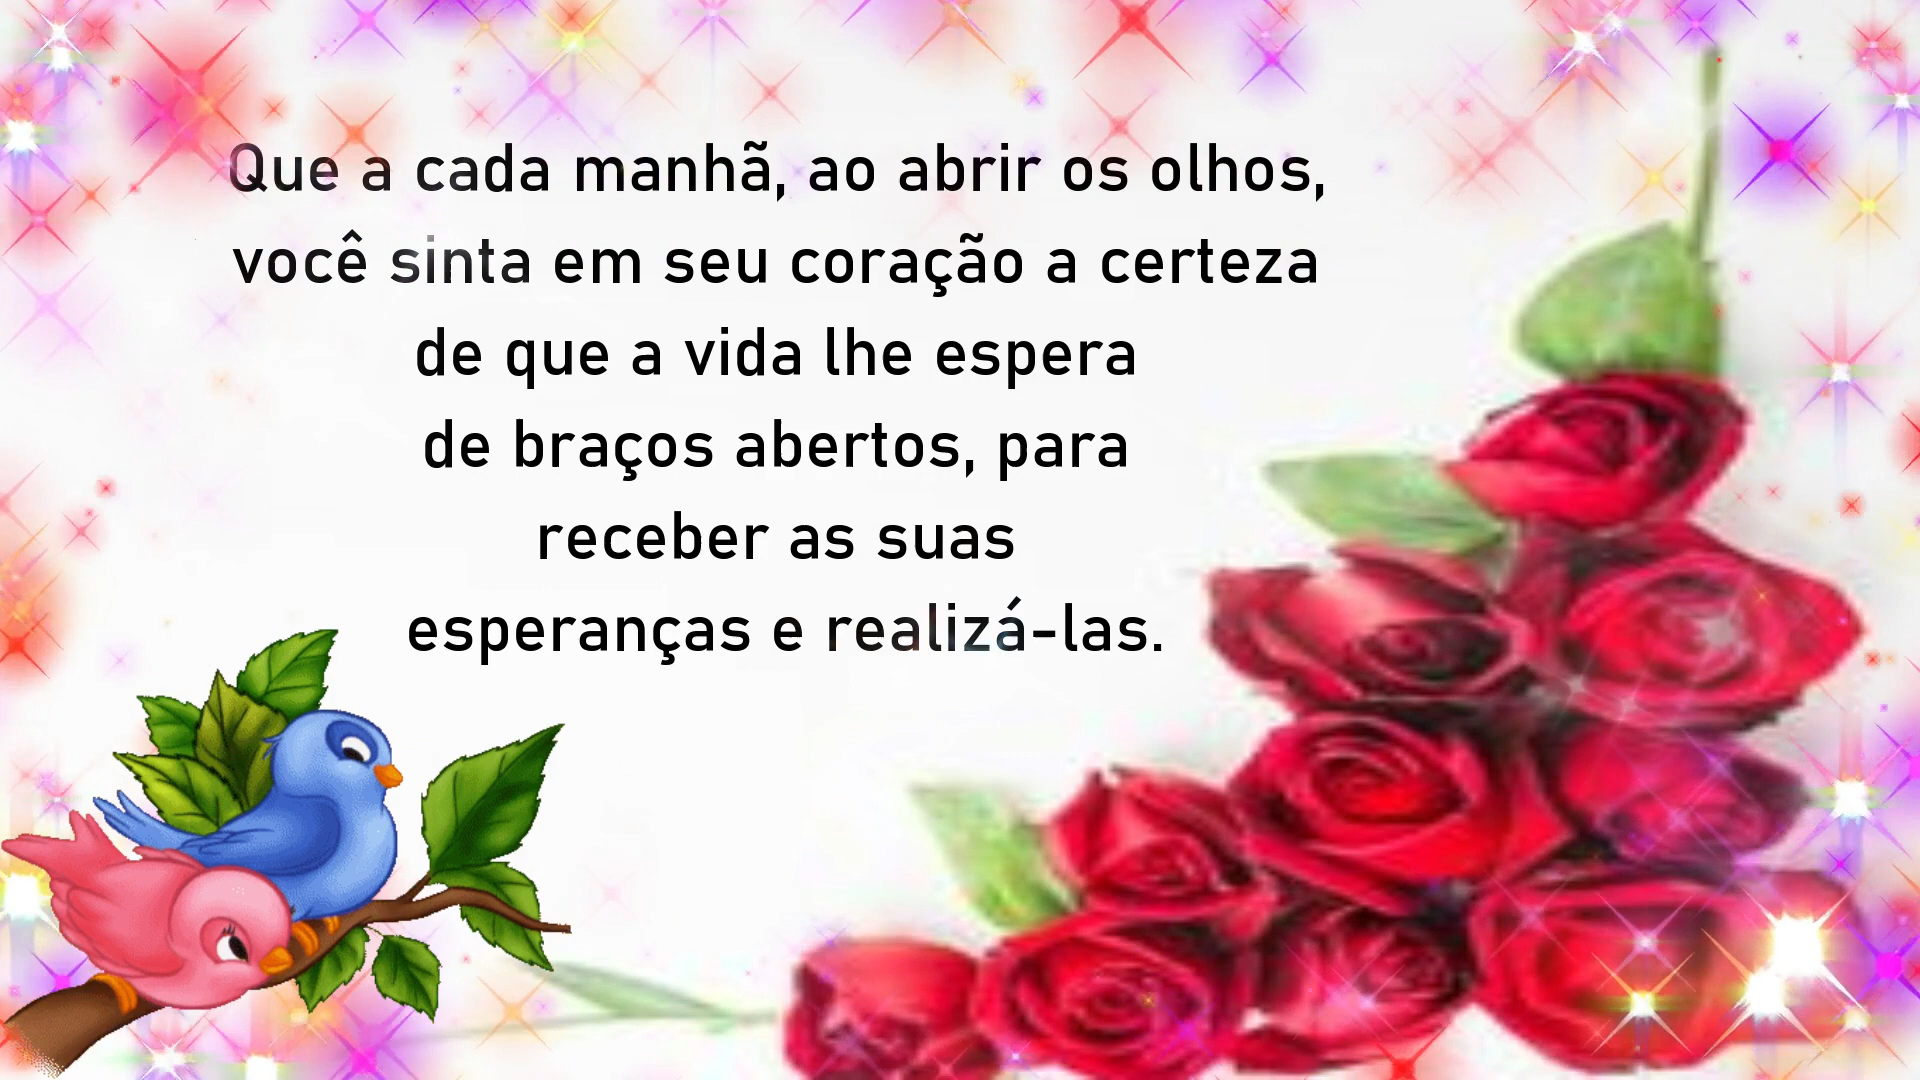 Que a cada manhã, ao abrir os olhos,
você sinta em seu coração a certeza
de que a vida lhe espera
de braços abertos, para
receber as suas
esperanças e realizá-las.